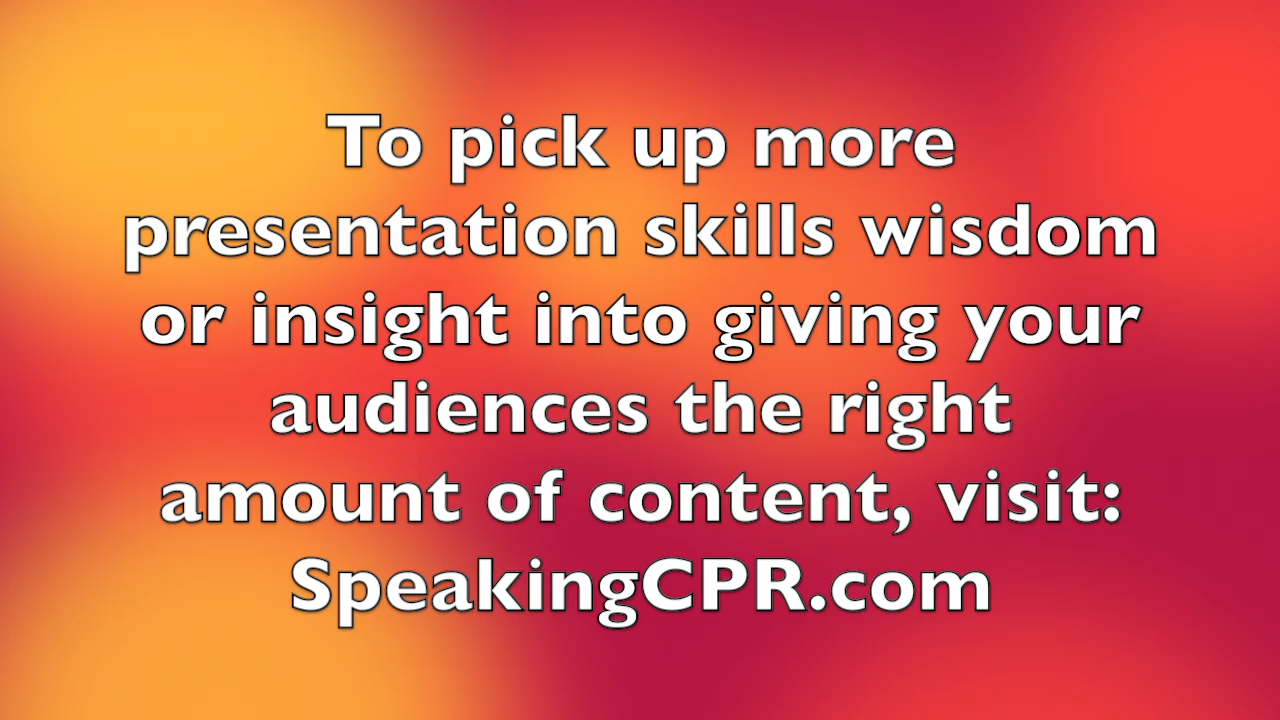 To pick up more
presentation skills wisdom
or insight into giving your
audiences the right
amount of content, visit:
SpeakingCPR.com